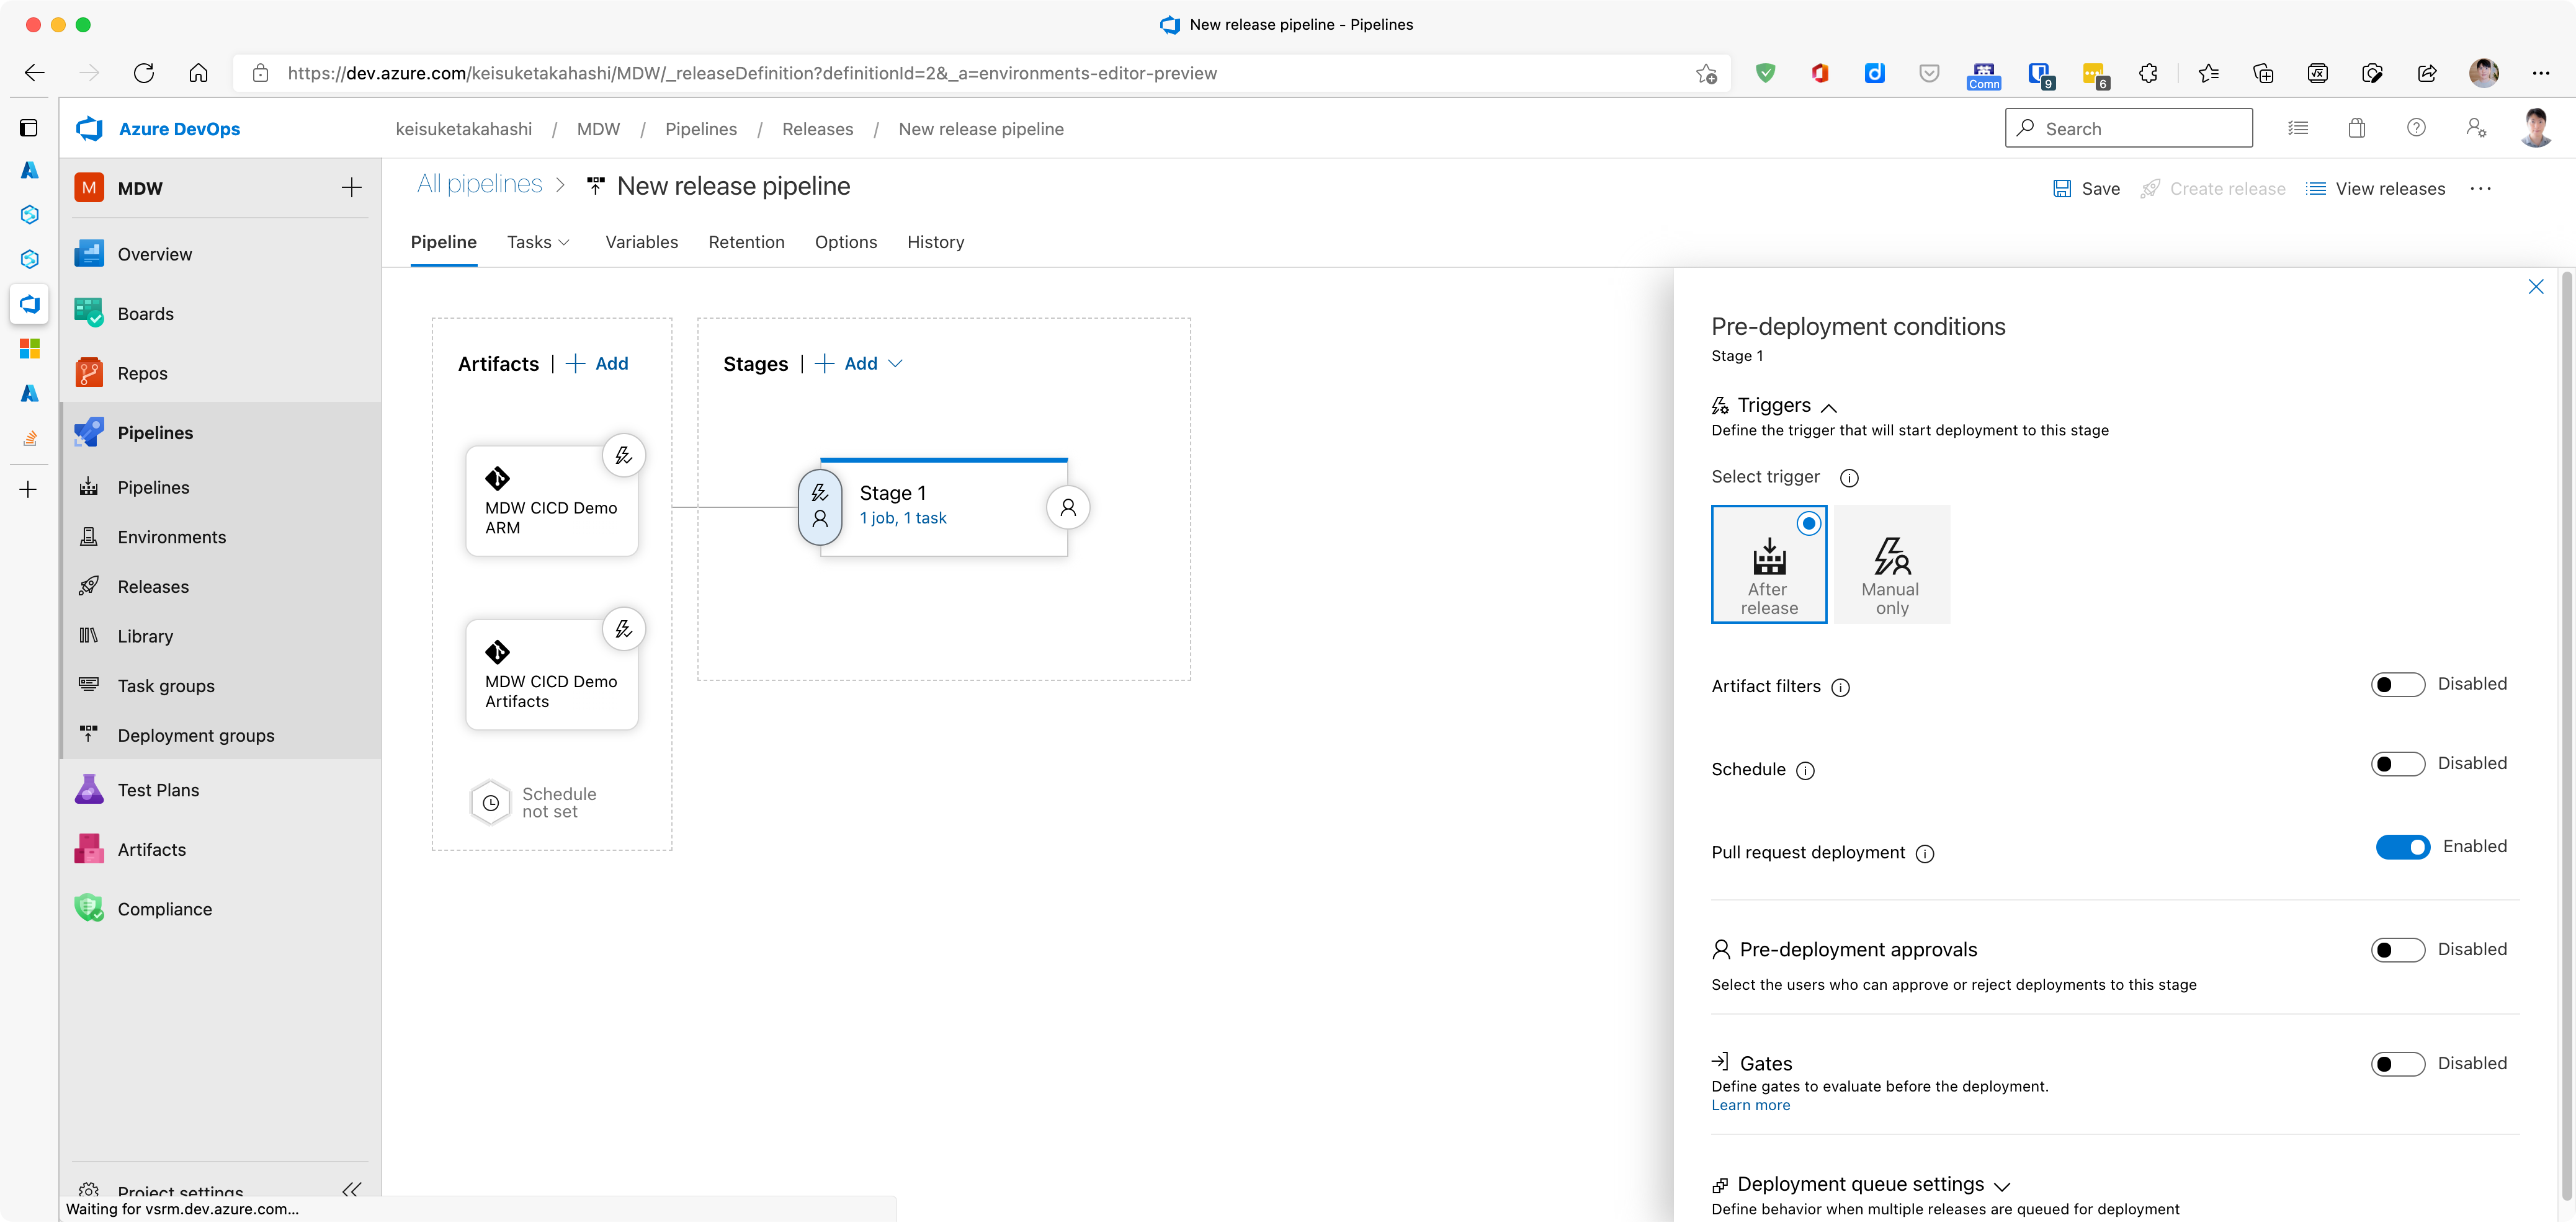 New release pipeline - Pipelines
https://dev.azure.com/keisuketakahashi/MDW/_releaseDefinition?definitionId=2&_a=environments-editor-preview
Comn
9
6
Azure DevOps
keisuketakahashi / MDW / Pipelines / Releases / New release pipeline
Search
M MDW
All pipelines > New release pipeline
Save
Create release
View releases
Pipeline Tasks Variables Retention Options History
Overview
Boards
Repos
Pipelines
Pipelines
Environments
Releases
Library
Task groups
Deployment groups
Test Plans
Artifacts
Compliance
Project settings
Waiting for vsrm.dev.azure.com...
Artifacts | + Add
MDW CICD Demo
ARM
MDW CICD Demo
Artifacts
Schedule
not set
Stages | + Add
Stage 1
1 job, 1 task
Pre-deployment conditions
Stage 1
Triggers
Define the trigger that will start deployment to this stage
Select trigger
After
release
Manual
only
Artifact filters
Disabled
Schedule
Disabled
Pull request deployment
Enabled
Pre-deployment approvals
Disabled
Select the users who can approve or reject deployments to this stage
Gates
Disabled
Define gates to evaluate before the deployment.
Learn more
Deployment queue settings
Define behavior when multiple releases are queued for deployment